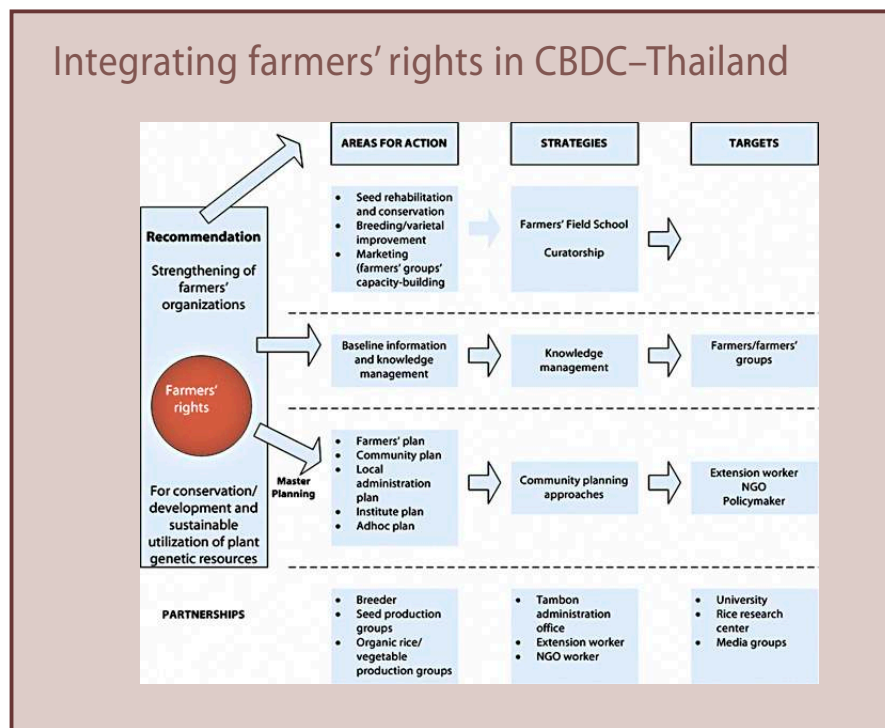 Integrating farmers’ rights in CBDC–Thailand
AREAS FOR ACTION
STRATEGIES
TARGETS
Recommendation
Strengthening of
farmers’
organizations
Farmers’
rights
For conservation/
development and
sustainable
utilization of plant
genetic resources
• Seed rehabilitation
and conservation
• Breeding/varietal
improvement
• Marketing
(farmers’ groups’
capacity-building
Farmers’ Field School
Curatorship
Baseline information
and knowledge
management
Knowledge
management
Farmers/farmers’
groups
Master
Planning
• Farmers’ plan
• Community plan
• Local
administration
plan
• Institute plan
• Adhoc plan
Community planning
approaches
Extension worker
NGO
Policymaker
PARTNERSHIPS
• Breeder
• Seed production
groups
• Organic rice/
vegetable
production groups
• Tambon
administration
office
• Extension worker
• NGO worker
• University
• Rice research
center
• Media groups